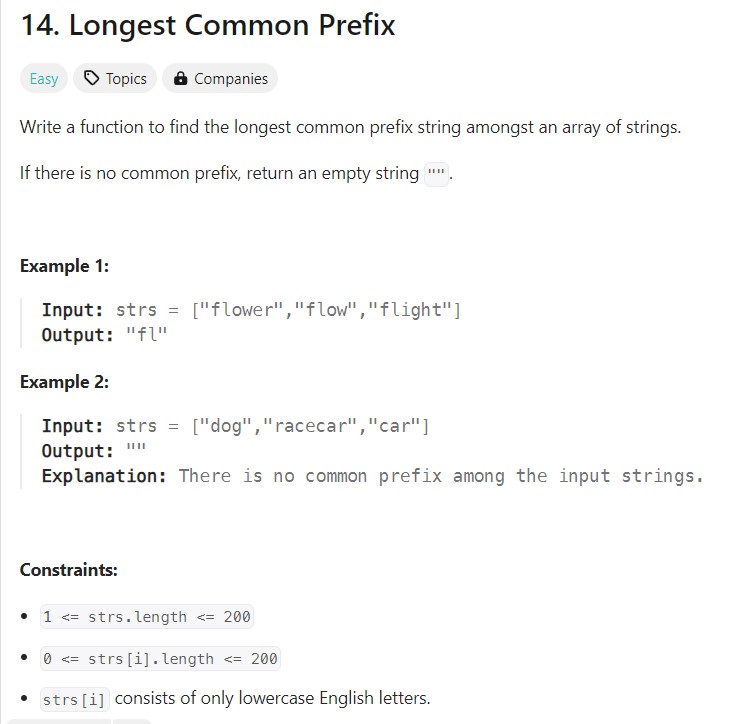 14. Longest Common Prefix
Easy Topics Companies
Write a function to find the longest common prefix string amongst an array of strings.
If there is no common prefix, return an empty string "".
Example 1:
Input: strs = ["flower","flow","flight"]
Output: "fl"
Example 2:
Input: strs = ["dog","racecar","car"]
Output: ""
Explanation: There is no common prefix among the input strings.
Constraints:
• 1 <= strs.length <= 200
• 0 <= strs[i].length <= 200
• strs[i] consists of only lowercase English letters.